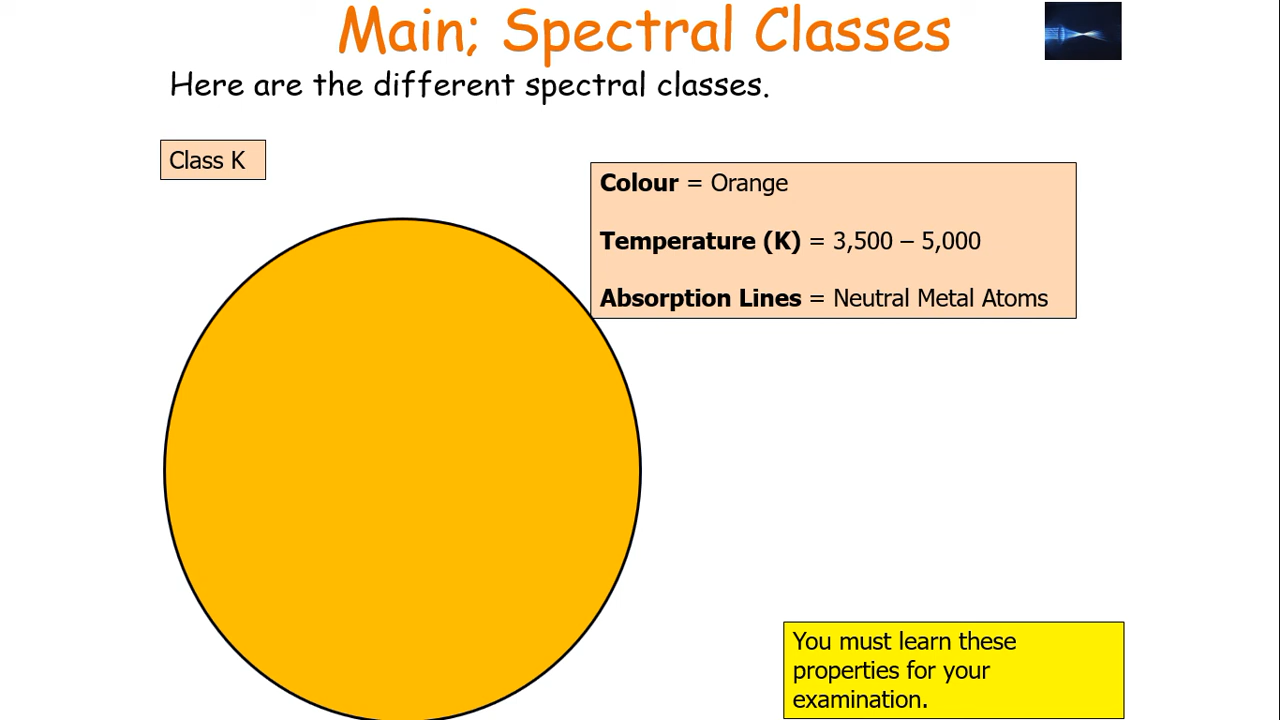 Main; Spectral Classes
Here are the different spectral classes.
Class K
Colour = Orange
Temperature (K) = 3,500 – 5,000
Absorption Lines = Neutral Metal Atoms
You must learn these
properties for your
examination.